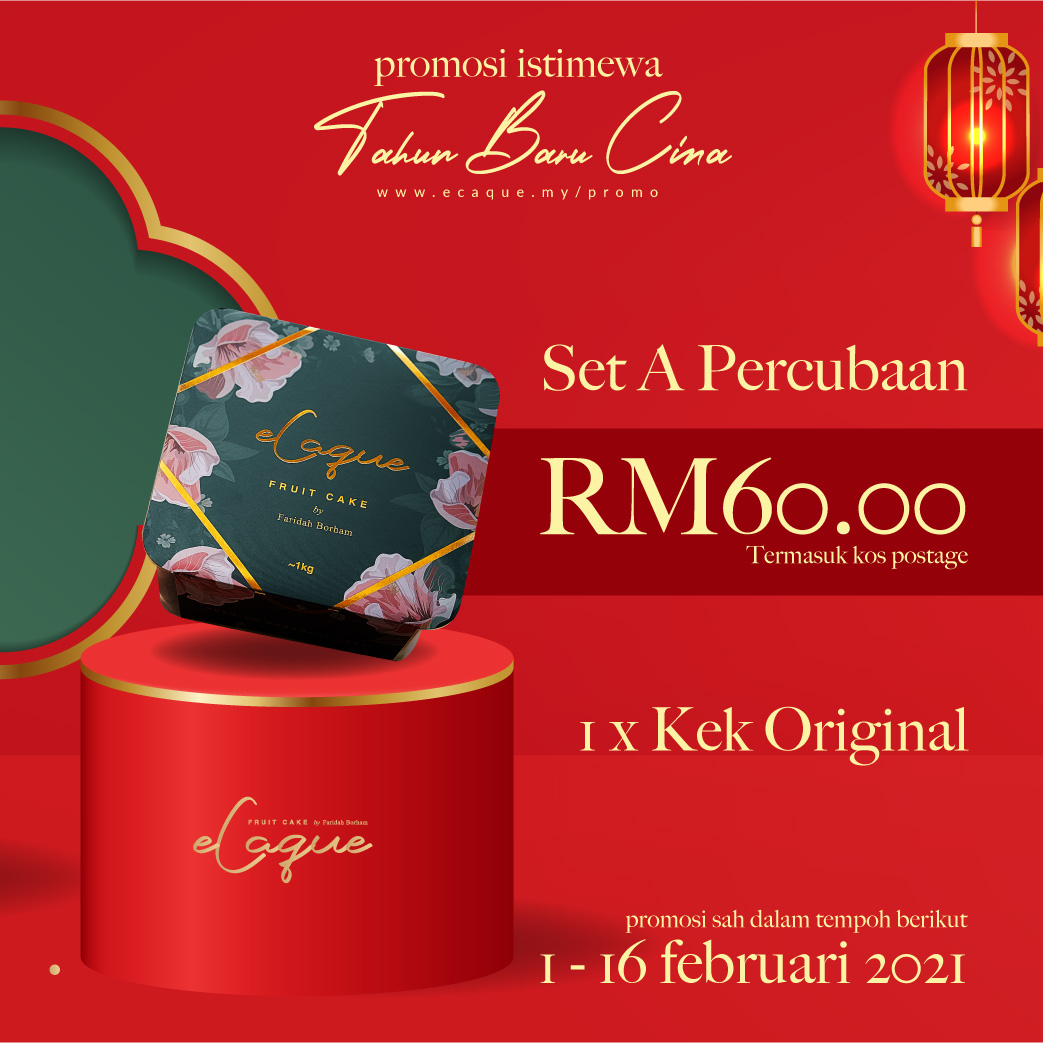 promosi istimewa
Tahun Baru Cina
www.ecaque.my/promo
Set A Percubaan
RM60.00
Termasuk kos postage
eCaque
FRUIT CAKE
by
Faridah Borham
~1kg
1 x Kek Original
FRUIT CAKE by Faridah Borham
eCaque
promosi sah dalam tempoh berikut
1 - 16 februari 2021